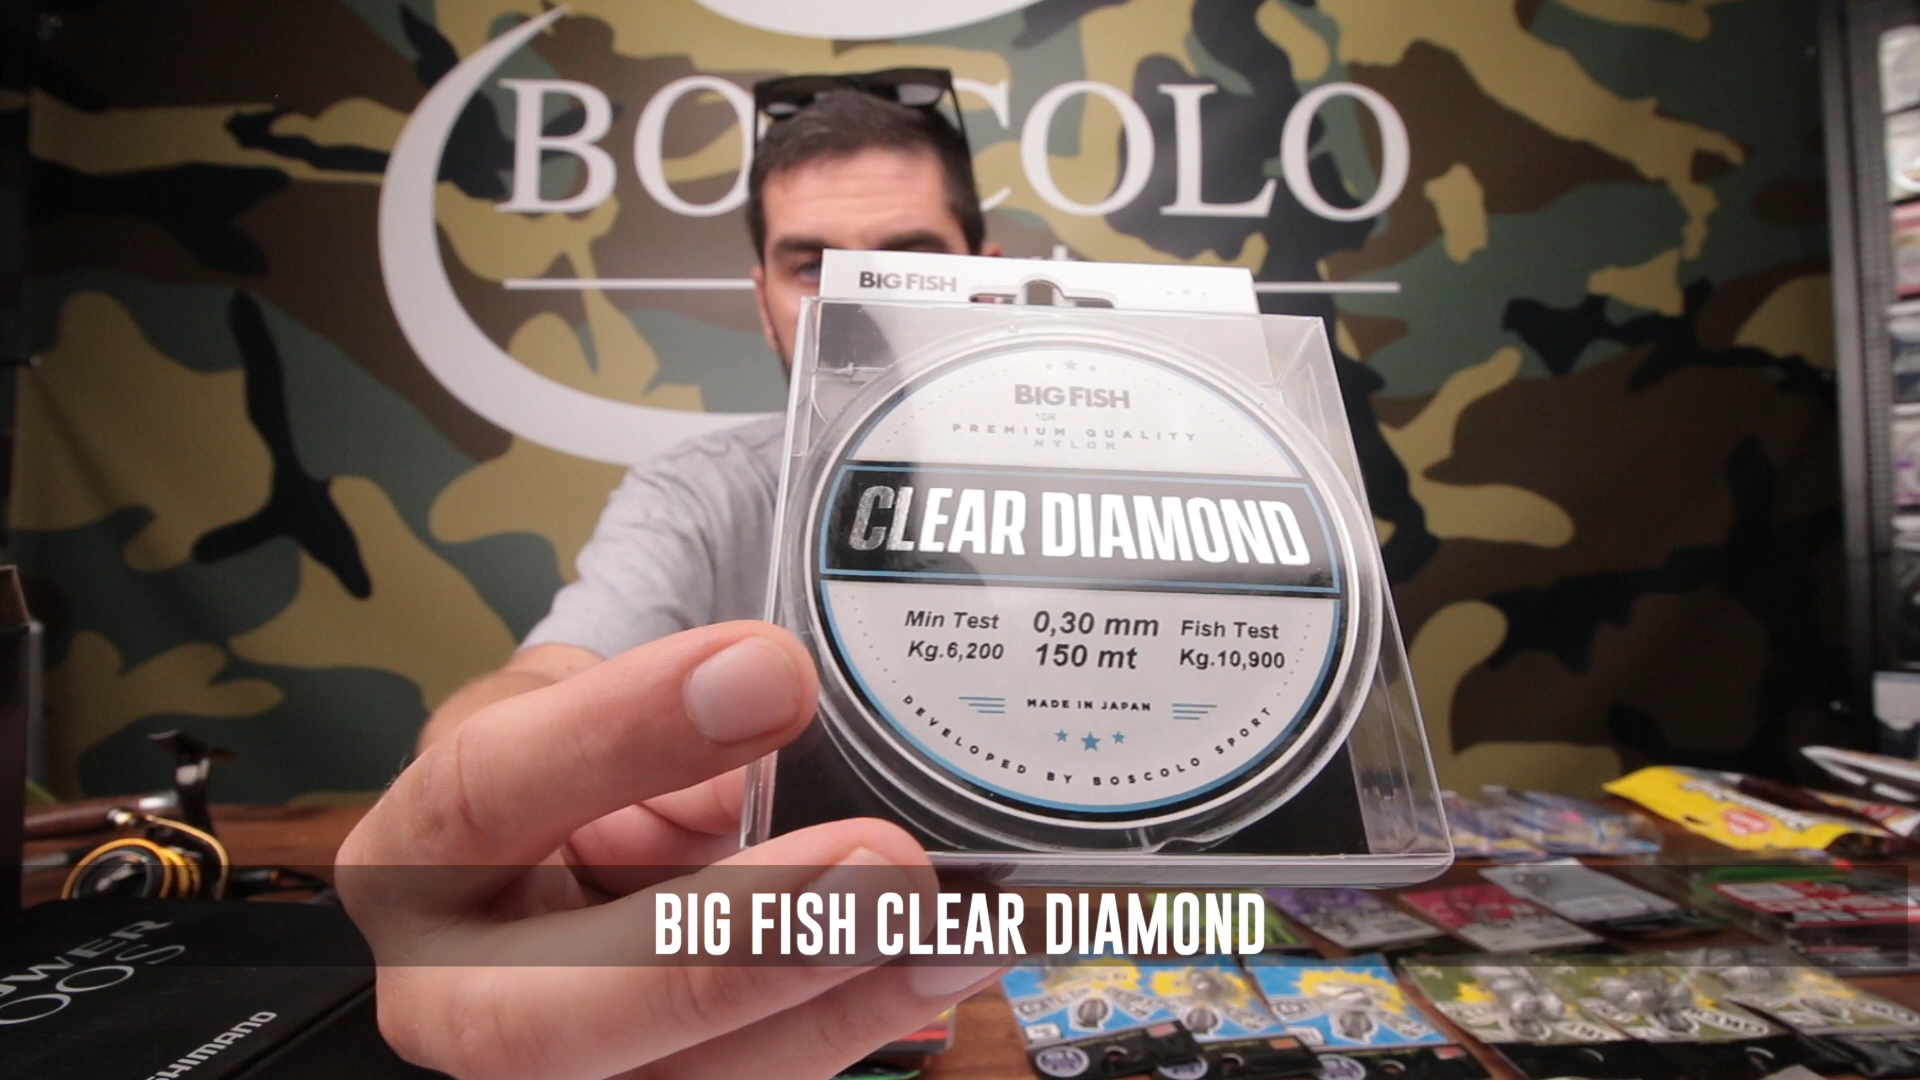 BOSCOLO
BIG FISH
BIG FISH
PREMIUM QUALITY
NYLON
CLEAR DIAMOND
Min Test 0,30 mm Fish Test
Kg.6,200 150 mt Kg.10,900
MADE IN JAPAN
DEVELOPED BY BOSCOLO SPORT
BIG FISH CLEAR DIAMOND
SHIMANO